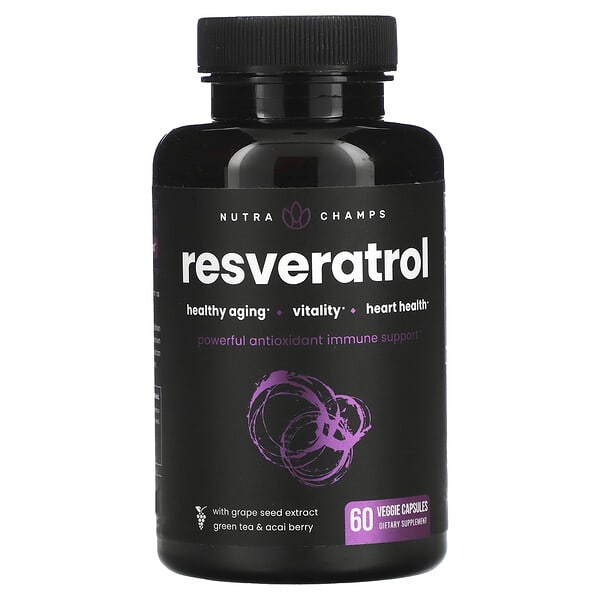 NUTRA CHAMPS
resveratrol
healthy aging* • vitality* • heart health*
powerful antioxidant immune support*
with grape seed extract
green tea & acai berry
60 VEGGIE CAPSULES
DIETARY SUPPLEMENT